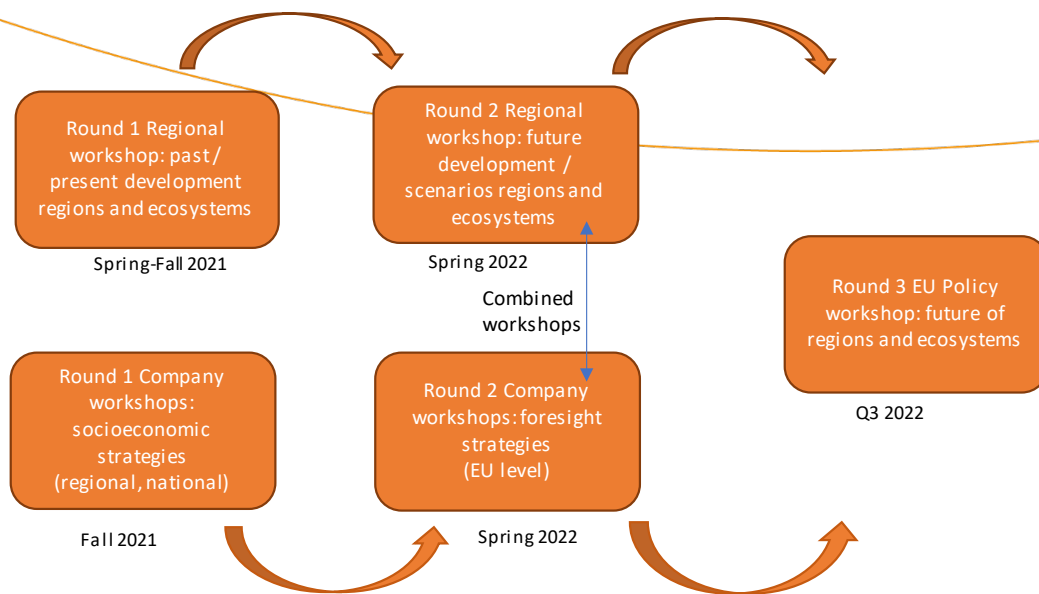 Round 1 Regional
workshop: past /
present development
regions and ecosystems
Spring-Fall 2021
Round 2 Regional
workshop: future
development /
scenarios regions and
ecosystems
Spring 2022
Combined
workshops
Round 3 EU Policy
workshop: future of
regions and ecosystems
Q3 2022
Round 1 Company
workshops:
socioeconomic
strategies
(regional, national)
Fall 2021
Round 2 Company
workshops: foresight
strategies
(EU level)
Spring 2022